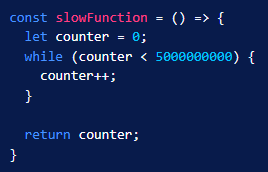 const slowFunction = () => {
  let counter = 0;
  while (counter < 5000000000) {
    counter++;
  }

  return counter;
}